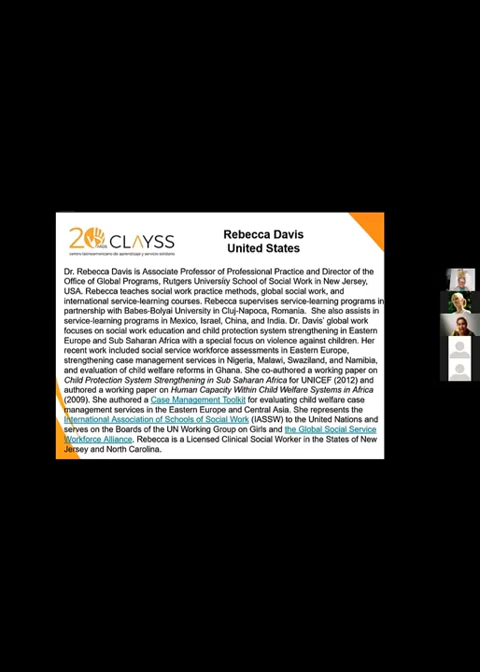 20 CLAYSS
centro latinoamericano de aprendizaje y servicio solidario
Rebecca Davis
United States
Dr. Rebecca Davis is Associate Professor of Professional Practice and Director of the
Office of Global Programs, Rutgers University School of Social Work in New Jersey,
USA. Rebecca teaches social work practice methods, global social work, and
international service-learning courses. Rebecca supervises service-learning programs in
partnership with Babes-Bolyai University in Cluj-Napoca, Romania. She also assists in
service-learning programs in Mexico, Israel, China, and India. Dr. Davis' global work
focuses on social work education and child protection system strengthening in Eastern
Europe and Sub Saharan Africa with a special focus on violence against children. Her
recent work included social service workforce assessments in Eastern Europe,
strengthening case management services in Nigeria, Malawi, Swaziland, and Namibia,
and evaluation of child welfare reforms in Ghana. She co-authored a working paper on
Child Protection System Strengthening in Sub Saharan Africa for UNICEF (2012) and
authored a working paper on Human Capacity Within Child Welfare Systems in Africa
(2009). She authored a Case Management Toolkit for evaluating child welfare case
management services in the Eastern Europe and Central Asia. She represents the
International Association of Schools of Social Work (IASSW) to the United Nations and
serves on the Boards of the UN Working Group on Girls and the Global Social Service
Workforce Alliance. Rebecca is a Licensed Clinical Social Worker in the States of New
Jersey and North Carolina.